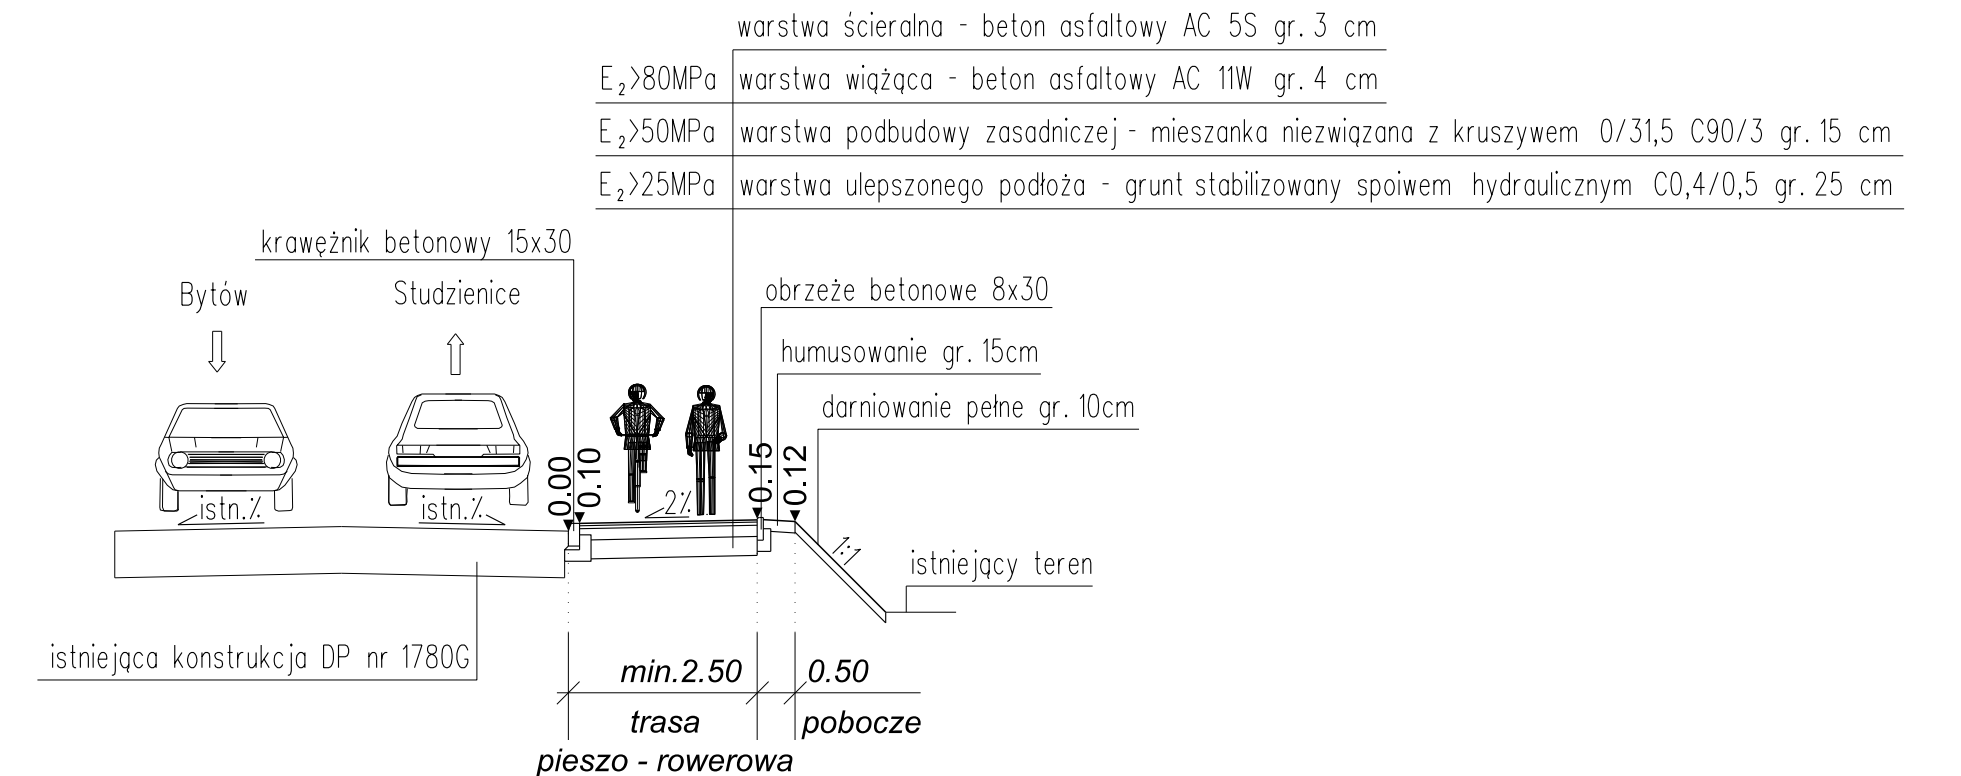 warstwa ścieralna - beton asfaltowy AC 5S gr. 3 cm
E₂>80MPa warstwa wiążąca - beton asfaltowy AC 11W gr. 4 cm
E₂>50MPa warstwa podbudowy zasadniczej - mieszanka niezwiązana z kruszywem 0/31,5 C90/3 gr. 15 cm
E₂>25MPa warstwa ulepszonego podłoża - grunt stabilizowany spoiwem hydraulicznym C0,4/0,5 gr. 25 cm
krawężnik betonowy 15x30
Bytów
Studzienice
obrzeże betonowe 8x30
humusowanie gr. 15cm
darniowanie pełne gr. 10cm
0.00
0.10
0.15
0.12
istn.%
istn.%
2%
1:1
istniejący teren
istniejąca konstrukcja DP nr 1780G
min.2.50
0.50
trasa
pieszo - rowerowa
pobocze